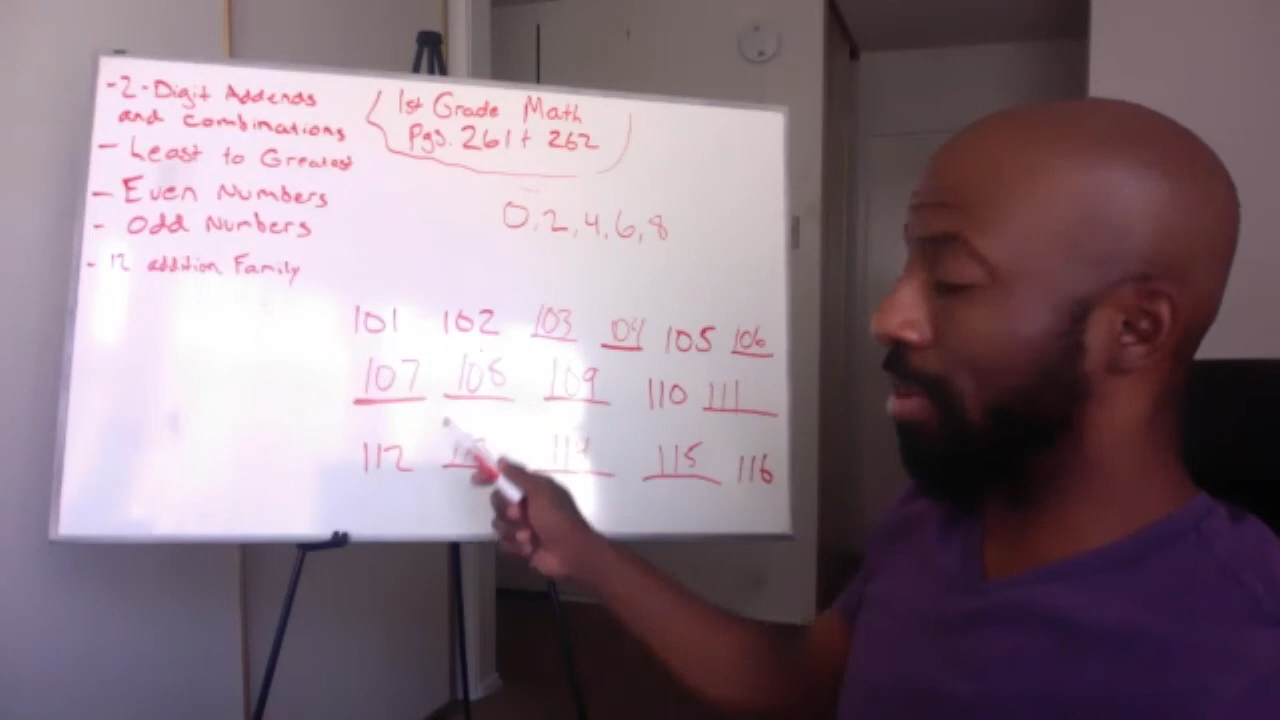 - 2-Digit Addends
and Combinations
- Least to Greatest
- Even Numbers
- Odd Numbers
- 12 addition Family
1st Grade Math
Pgs. 261 + 262
0, 2, 4, 6, 8
101 102 103 104 105 106
107 108 109 110 111
112 114 115 116